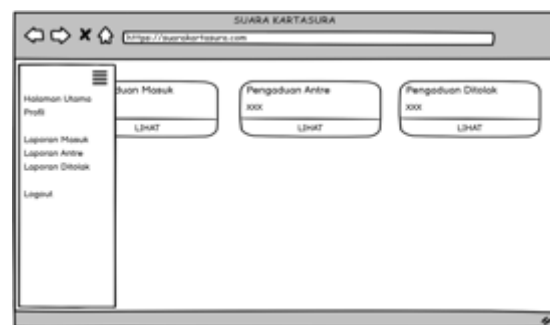 SUARA KARTASURA
https://suarakartasura.com
Halaman Utama
Profil
Laporan Masuk
Laporan Antre
Laporan Ditolak
Logout
duan Masuk
LIHAT
Pengaduan Antre
XXX
LIHAT
Pengaduan Ditolak
XXX
LIHAT